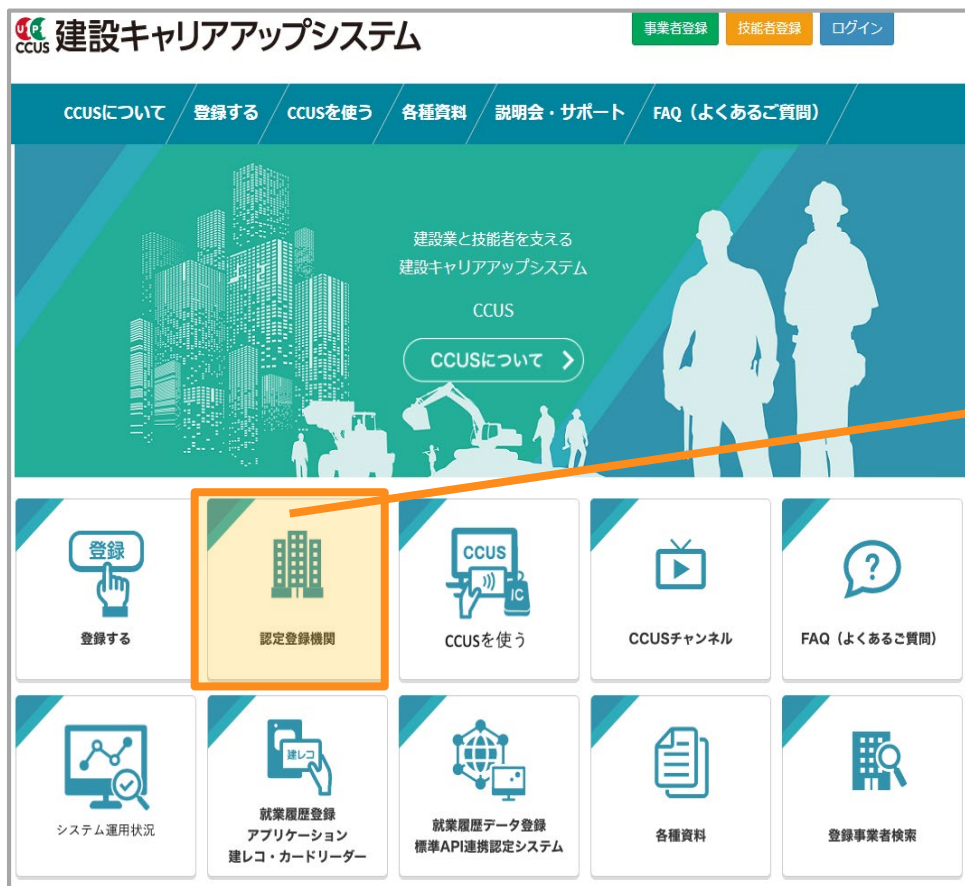 CCUS 建設キャリアアップシステム
事業者登録 技能者登録 ログイン
CCUSについて 登録する CCUSを使う 各種資料 説明会・サポート FAQ（よくあるご質問）
建設業と技能者を支える
建設キャリアアップシステム
CCUS
CCUSについて
登録
CCUS
IC
?
登録する
認定登録機関
CCUSを使う
CCUSチャンネル
FAQ（よくあるご質問）
建レコ
システム運用状況
就業履歴登録
アプリケーション
建レコ・カードリーダー
就業履歴データ登録
標準API連携認定システム
各種資料
登録事業者検索